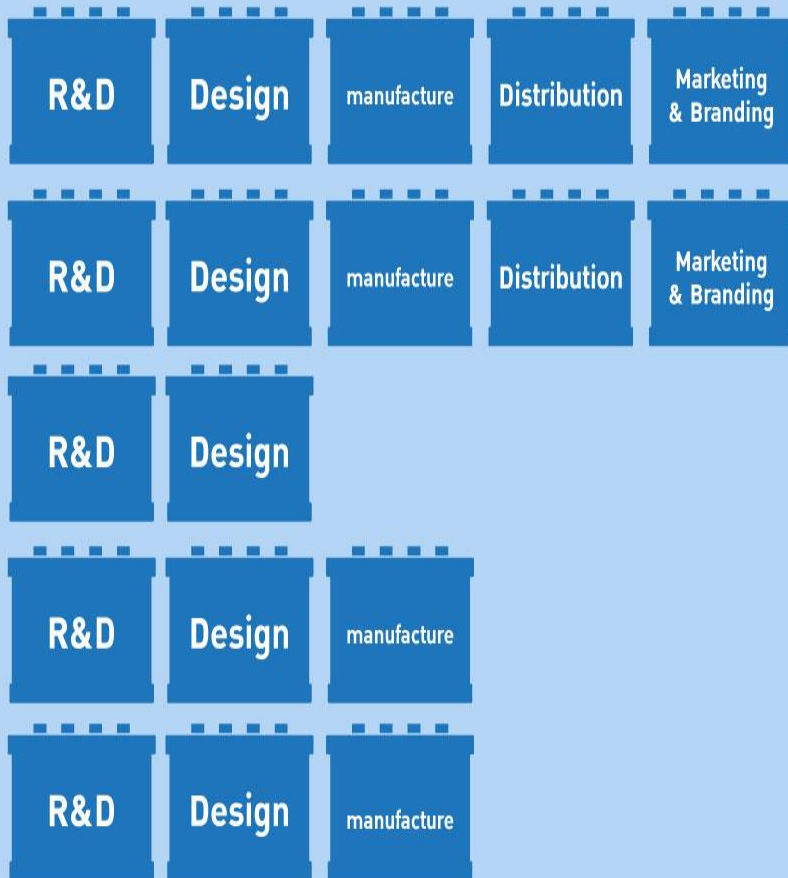 R&D Design manufacture Distribution Marketing
& Branding
R&D Design manufacture Distribution Marketing
& Branding
R&D Design
R&D Design manufacture
R&D Design manufacture